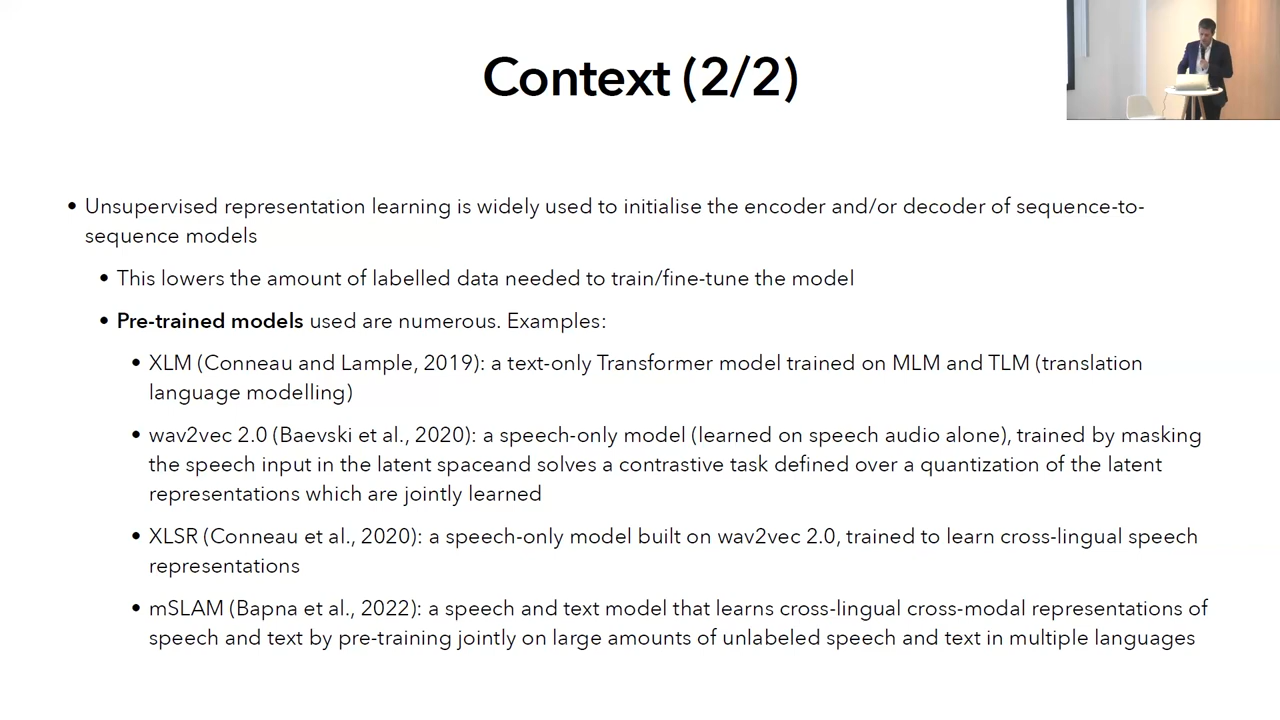 Context (2/2)
• Unsupervised representation learning is widely used to initialise the encoder and/or decoder of sequence-to-
sequence models
• This lowers the amount of labelled data needed to train/fine-tune the model
• Pre-trained models used are numerous. Examples:
• XLM (Conneau and Lample, 2019): a text-only Transformer model trained on MLM and TLM (translation
language modelling)
• wav2vec 2.0 (Baevski et al., 2020): a speech-only model (learned on speech audio alone), trained by masking
the speech input in the latent spaceand solves a contrastive task defined over a quantization of the latent
representations which are jointly learned
• XLSR (Conneau et al., 2020): a speech-only model built on wav2vec 2.0, trained to learn cross-lingual speech
representations
• mSLAM (Bapna et al., 2022): a speech and text model that learns cross-lingual cross-modal representations of
speech and text by pre-training jointly on large amounts of unlabeled speech and text in multiple languages